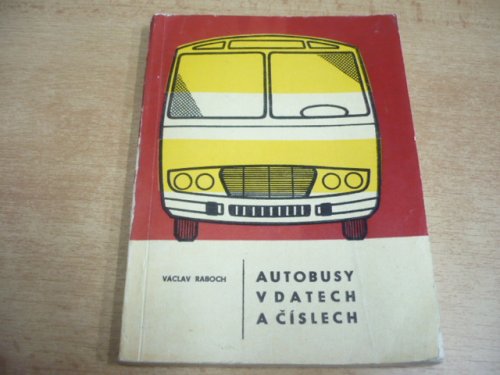 VÁCLAV RABOCH
AUTOBUSY
V DATECH
A ČÍSLECH